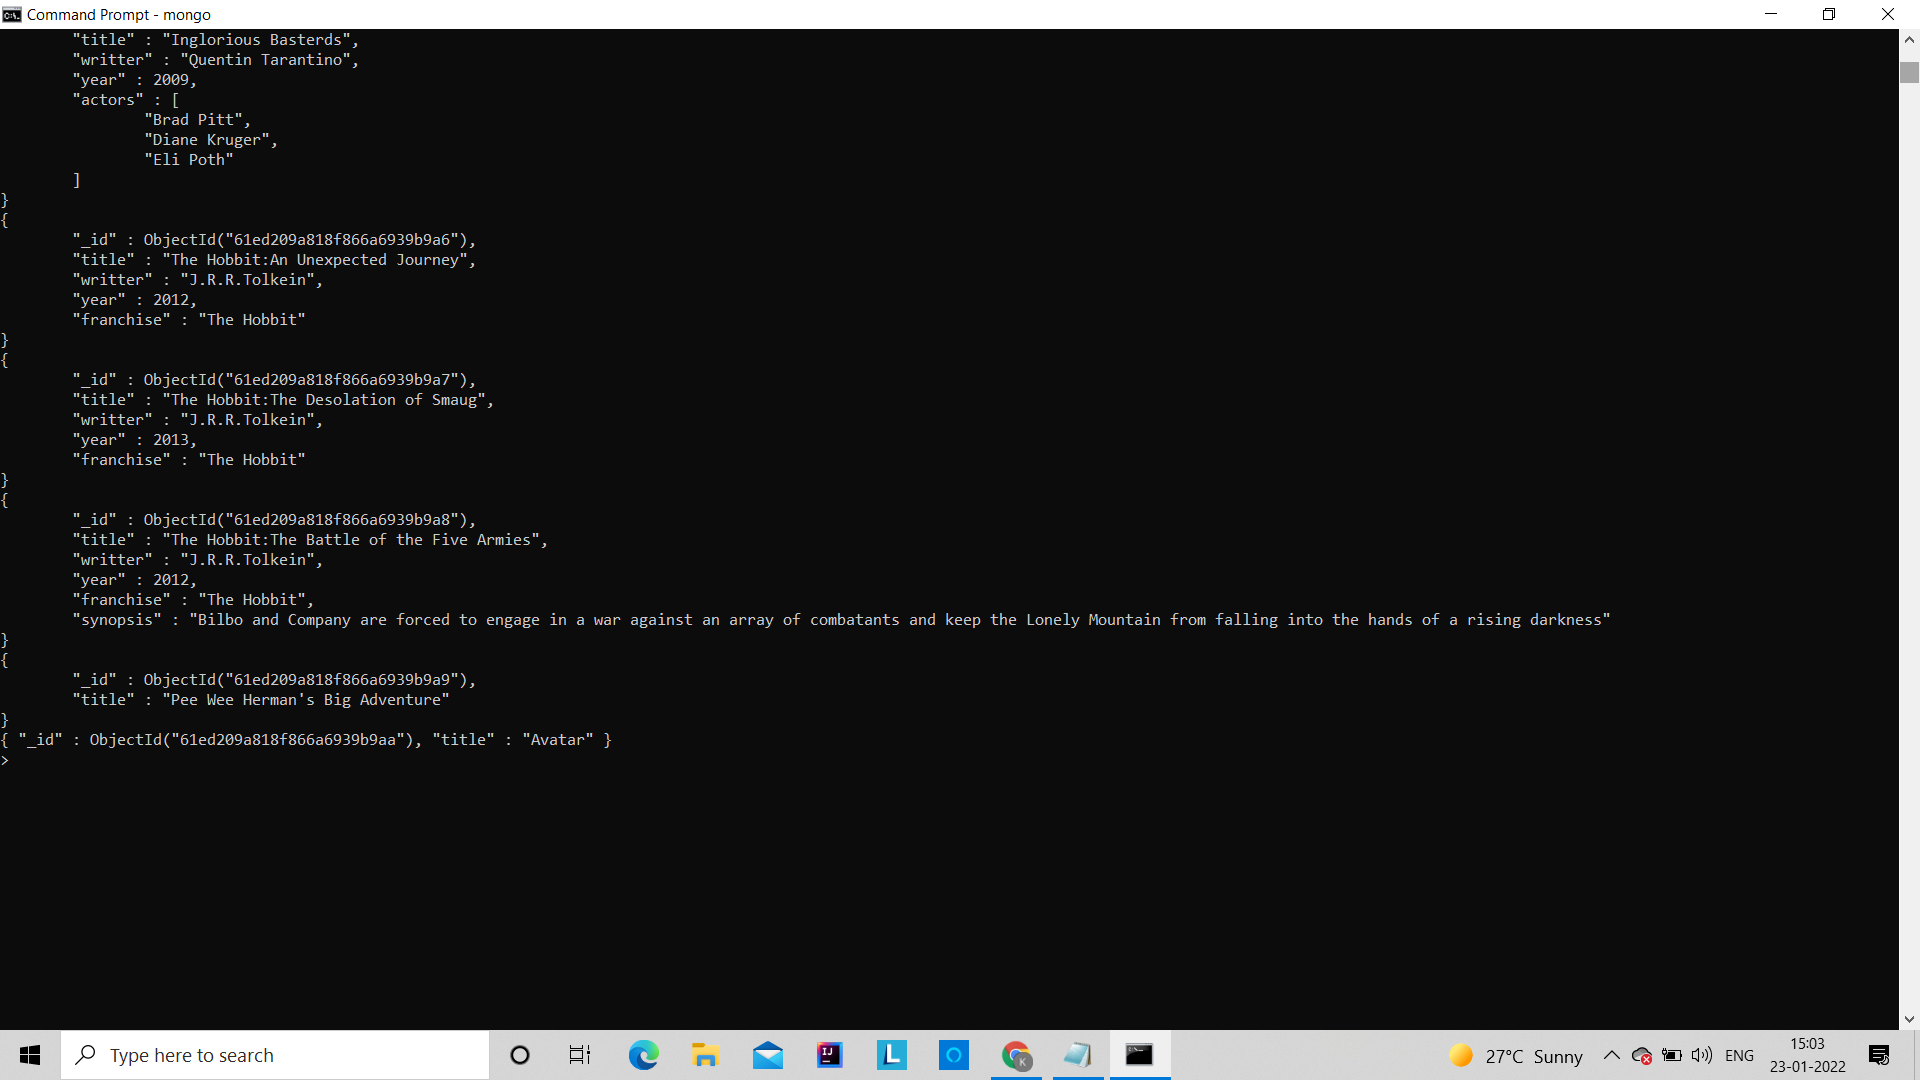 Command Prompt - mongo
"title" : "Inglorious Basterds",
"writter" : "Quentin Tarantino",
"year" : 2009,
"actors" : [
"Brad Pitt",
"Diane Kruger",
"Eli Poth"
]
}
{
"_id" : ObjectId("61ed209a818f866a6939b9a6"),
"title" : "The Hobbit:An Unexpected Journey",
"writter" : "J.R.R.Tolkein",
"year" : 2012,
"franchise" : "The Hobbit"
}
{
"_id" : ObjectId("61ed209a818f866a6939b9a7"),
"title" : "The Hobbit:The Desolation of Smaug",
"writter" : "J.R.R.Tolkein",
"year" : 2013,
"franchise" : "The Hobbit"
}
{
"_id" : ObjectId("61ed209a818f866a6939b9a8"),
"title" : "The Hobbit:The Battle of the Five Armies",
"writter" : "J.R.R.Tolkein",
"year" : 2012,
"franchise" : "The Hobbit",
"synopsis" : "Bilbo and Company are forced to engage in a war against an array of combatants and keep the Lonely Mountain from falling into the hands of a rising darkness"
}
{
"_id" : ObjectId("61ed209a818f866a6939b9a9"),
"title" : "Pee Wee Herman's Big Adventure"
}
{ "_id" : ObjectId("61ed209a818f866a6939b9aa"), "title" : "Avatar" }
>
Type here to search
27°C Sunny
ENG
15:03
23-01-2022